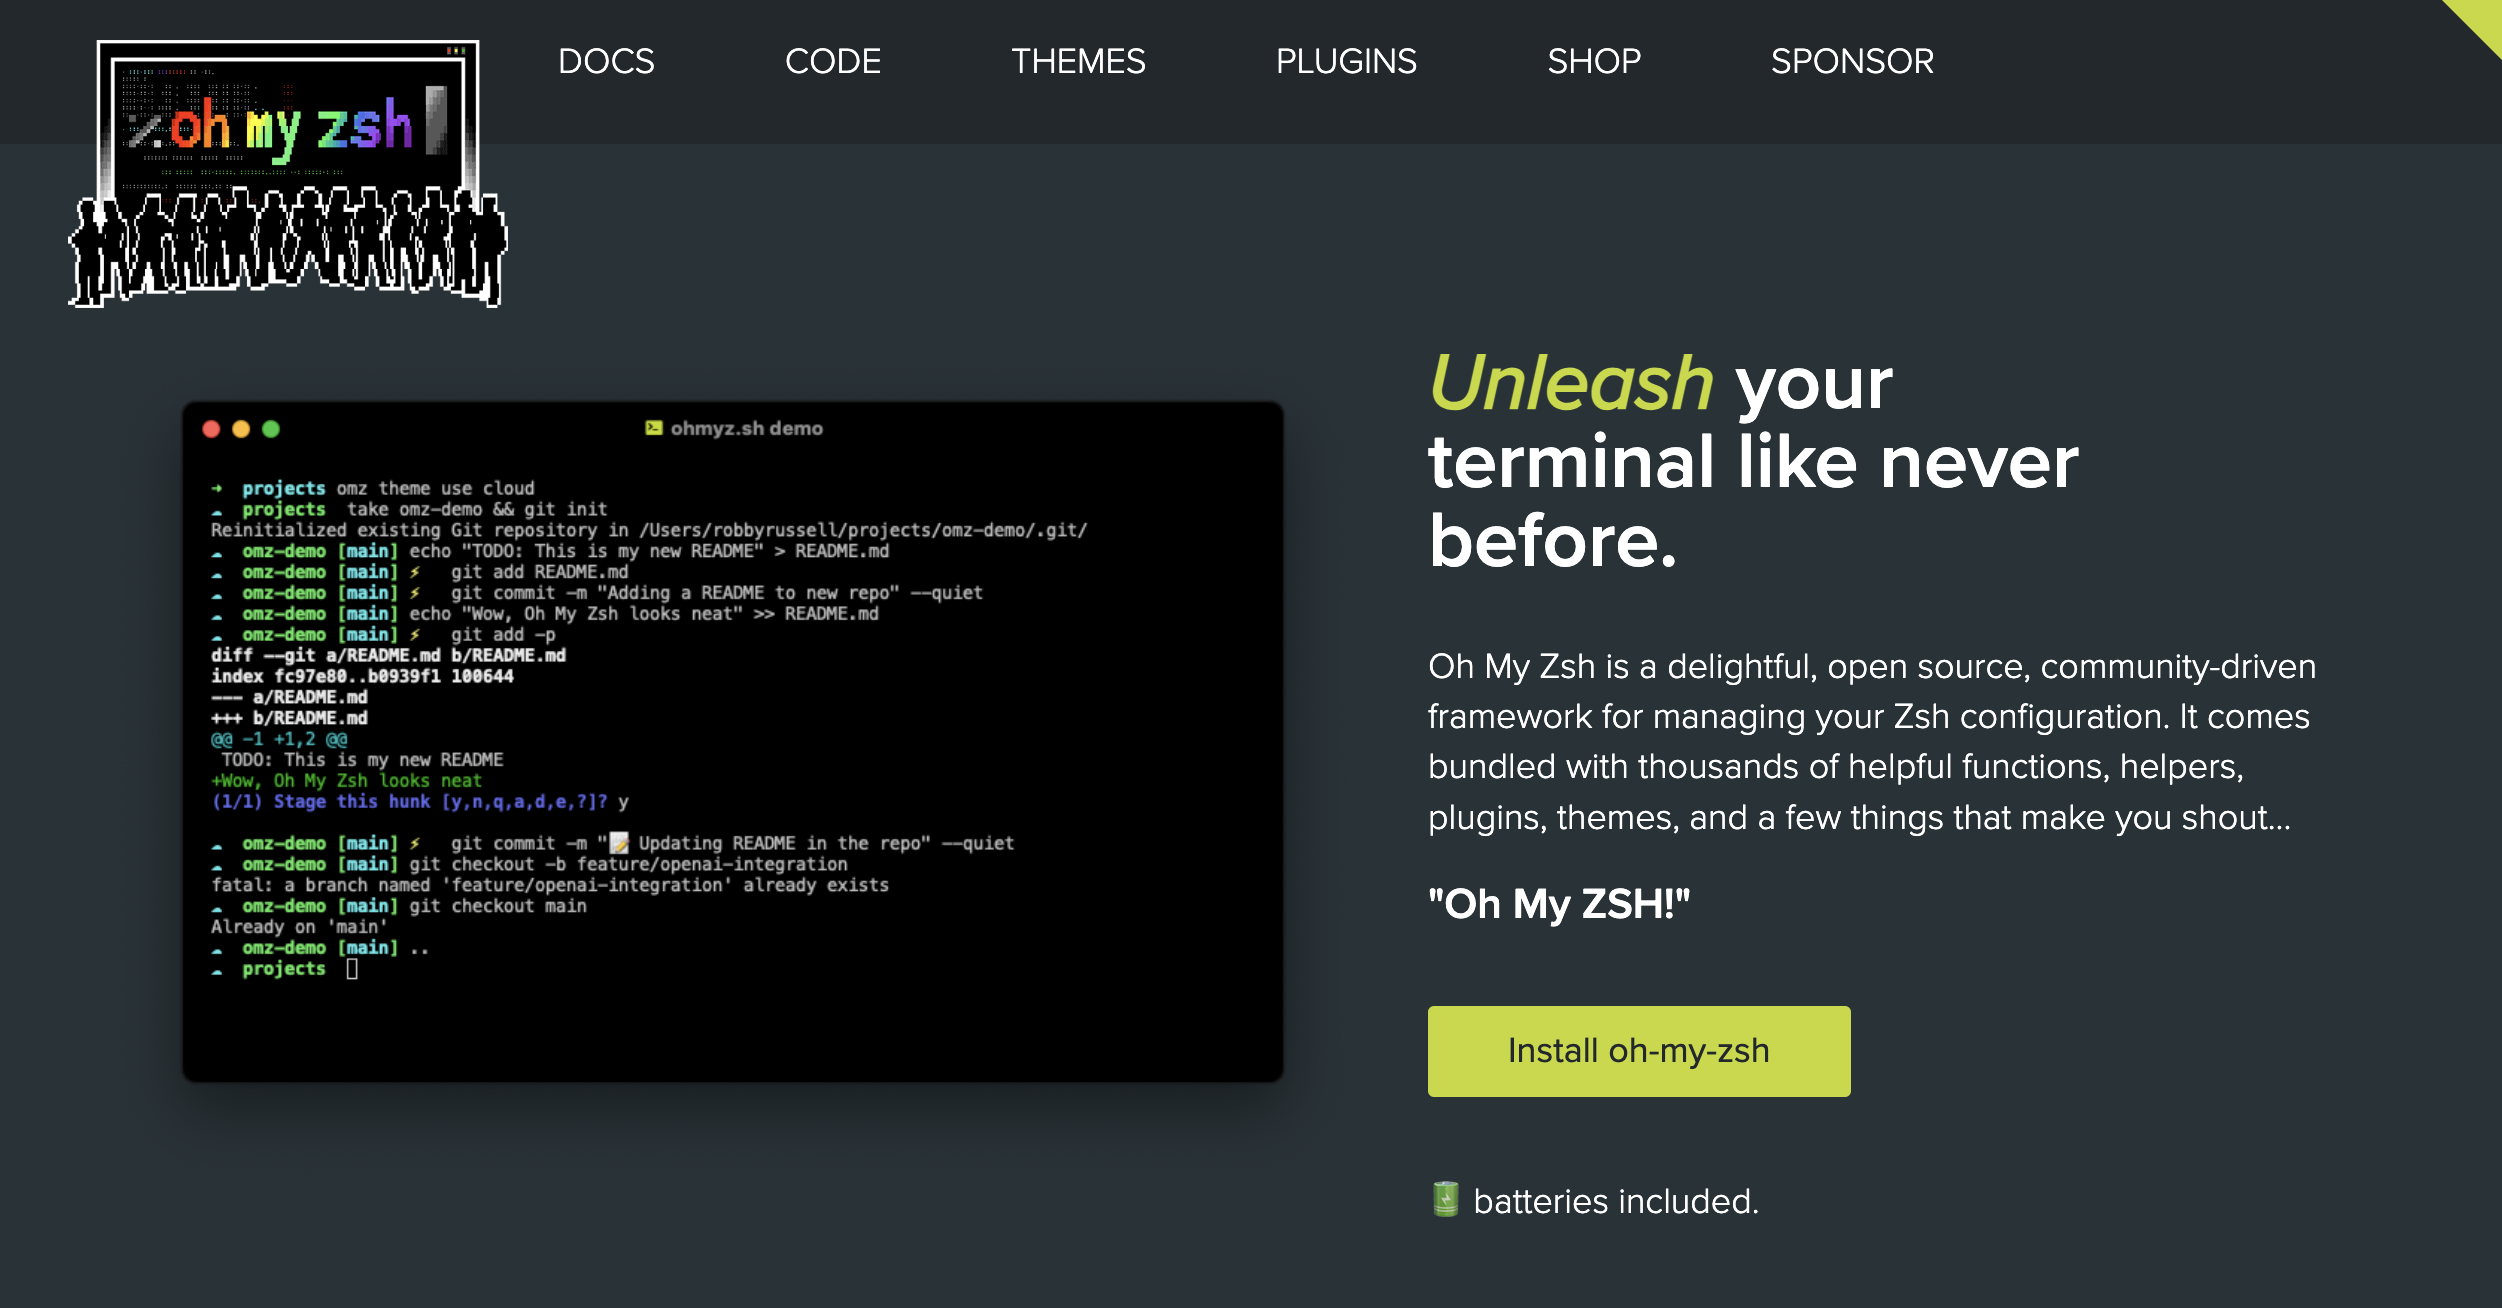 oh my zsh
DOCS
CODE
THEMES
PLUGINS
SHOP
SPONSOR
ohmyz.sh demo
➜ projects omz theme use cloud
☁ projects take omz-demo && git init
Reinitialized existing Git repository in /Users/robbyrussell/projects/omz-demo/.git/
☁ omz-demo [main] echo "TODO: This is my new README" > README.md
☁ omz-demo [main] ⚡ git add README.md
☁ omz-demo [main] ⚡ git commit -m "Adding a README to new repo" --quiet
☁ omz-demo [main] echo "Wow, Oh My Zsh looks neat" >> README.md
☁ omz-demo [main] ⚡ git add -p
diff --git a/README.md b/README.md
index fc97e80..b0939f1 100644
--- a/README.md
+++ b/README.md
@@ -1 +1,2 @@
TODO: This is my new README
+Wow, Oh My Zsh looks neat
(1/1) Stage this hunk [y,n,q,a,d,e,?]? y
☁ omz-demo [main] ⚡ git commit -m "📝 Updating README in the repo" --quiet
☁ omz-demo [main] git checkout -b feature/openai-integration
fatal: a branch named 'feature/openai-integration' already exists
☁ omz-demo [main] git checkout main
Already on 'main'
☁ omz-demo [main] ..
☁ projects
Unleash your
terminal like never
before.
Oh My Zsh is a delightful, open source, community-driven
framework for managing your Zsh configuration. It comes
bundled with thousands of helpful functions, helpers,
plugins, themes, and a few things that make you shout...
"Oh My ZSH!"
Install oh-my-zsh
🔋 batteries included.